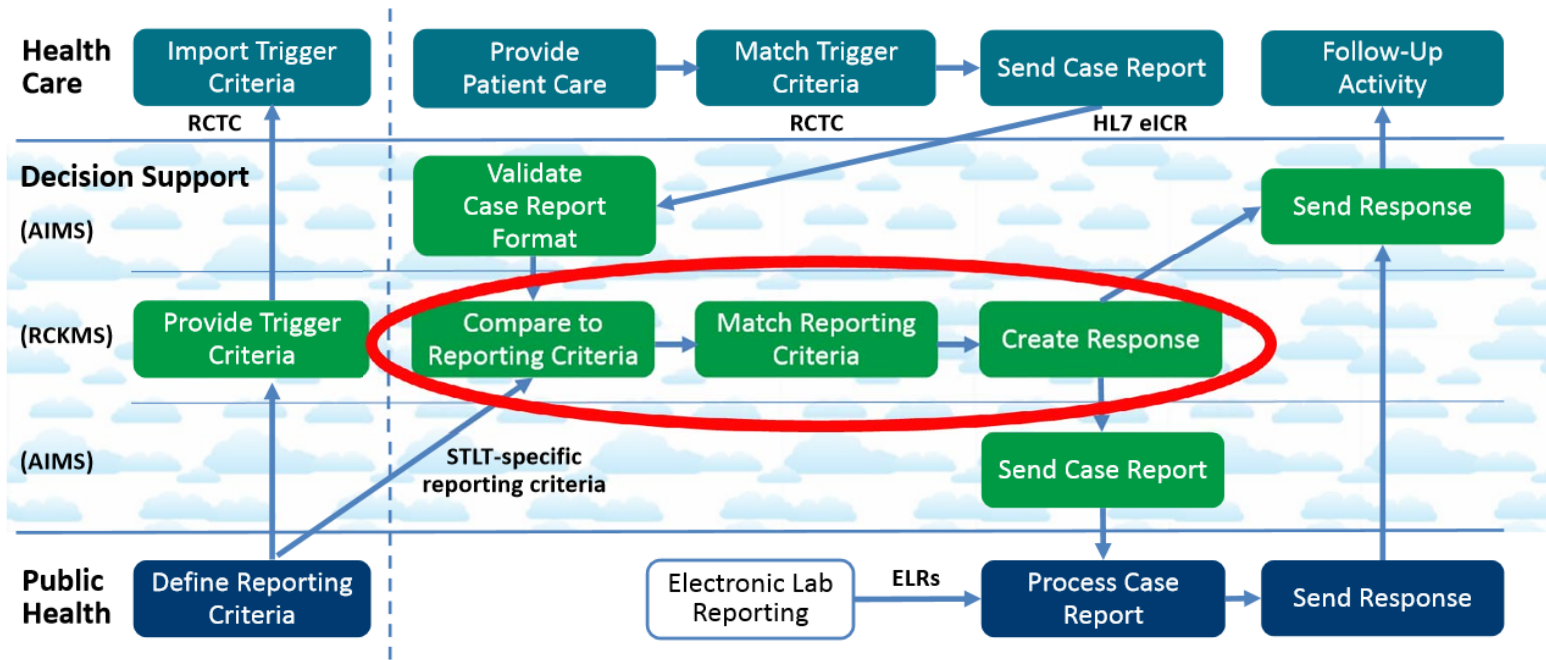 Health
Care
Import Trigger
Criteria
Provide
Patient Care
Match Trigger
Criteria
Send Case Report
Follow-Up
Activity
RCTC
RCTC
HL7 eICR
Decision Support
(AIMS)
Validate
Case Report
Format
Send Response
(RCKMS)
Provide Trigger
Criteria
Compare to
Reporting Criteria
Match Reporting
Criteria
Create Response
(AIMS)
STLT-specific
reporting criteria
Send Case Report
Public
Health
Define Reporting
Criteria
Electronic Lab
Reporting
ELRs
Process Case
Report
Send Response